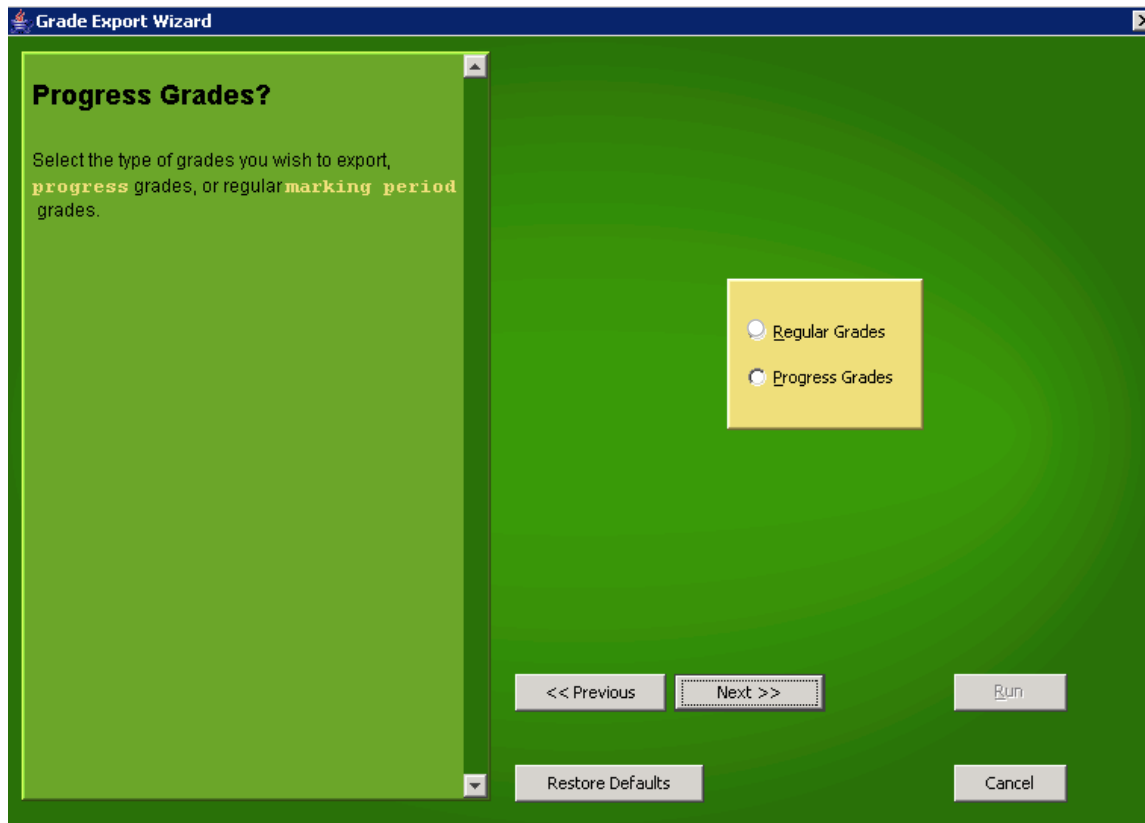 Grade Export Wizard
Progress Grades?
Select the type of grades you wish to export,
progress grades, or regular marking period
grades.
Regular Grades
Progress Grades
<< Previous
Next >>
Run
Restore Defaults
Cancel